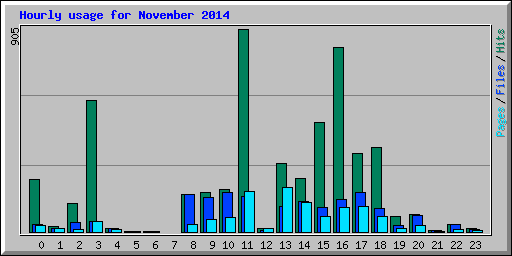 Hourly usage for November 2014
905
Pages/Files/Hits
0 1 2 3 4 5 6 7 8 9 10 11 12 13 14 15 16 17 18 19 20 21 22 23